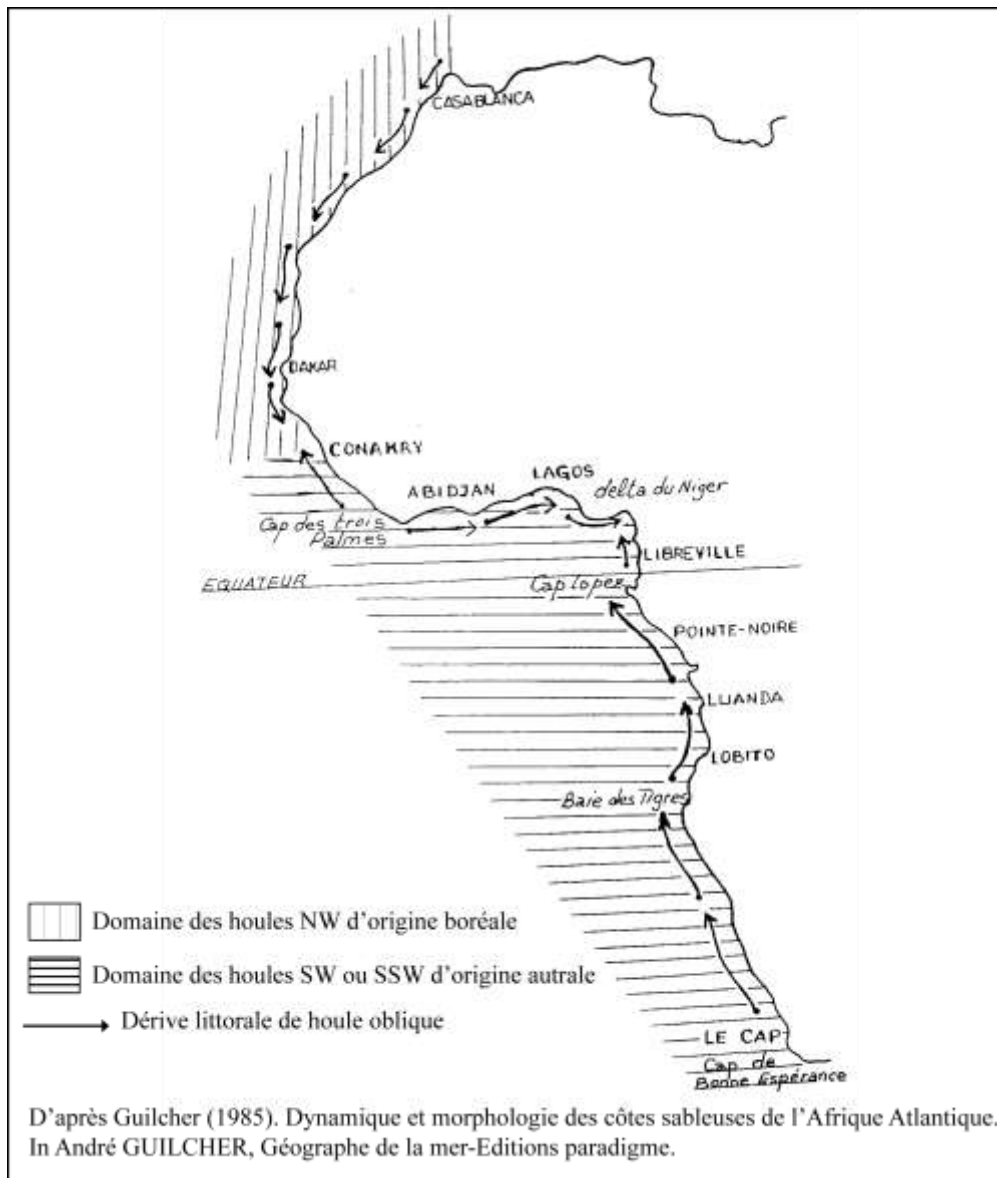 CASABLANCA
DAKAR
CONAKRY
LAGOS
ABIDJAN
delta du Niger
Cap des trois
Palmes
LIBREVILLE
EQUATEUR
Cap Lopez
POINTE-NOIRE
LUANDA
LOBITO
Baie des Tigres
Domaine des houles NW d'origine boréale
Domaine des houles SW ou SSW d'origine autrale
Dérive littorale de houle oblique
LE CAP
Cap de
Bonne Espérance
D'après Guilcher (1985). Dynamique et morphologie des côtes sableuses de l'Afrique Atlantique.
In André GUILCHER, Géographe de la mer-Editions paradigme.